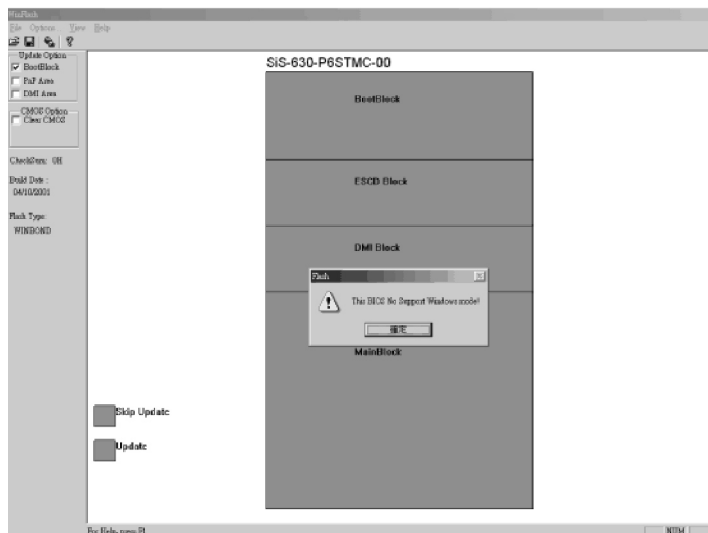 WinFlash
File Options View Help
Update Option
BootBlock
PnP Area
DMI Area
CMOS Option
Clear CMOS
CheckSum: 0H
Build Date :
04/10/2001
Flash Type:
WINBOND
SiS-630-P6STMC-00
BootBlock
ESCD Block
DMI Block
Flash
This BIOS No Support Windows mode!
確定
MainBlock
Skip Update
Update
For Help, press F1
NUM